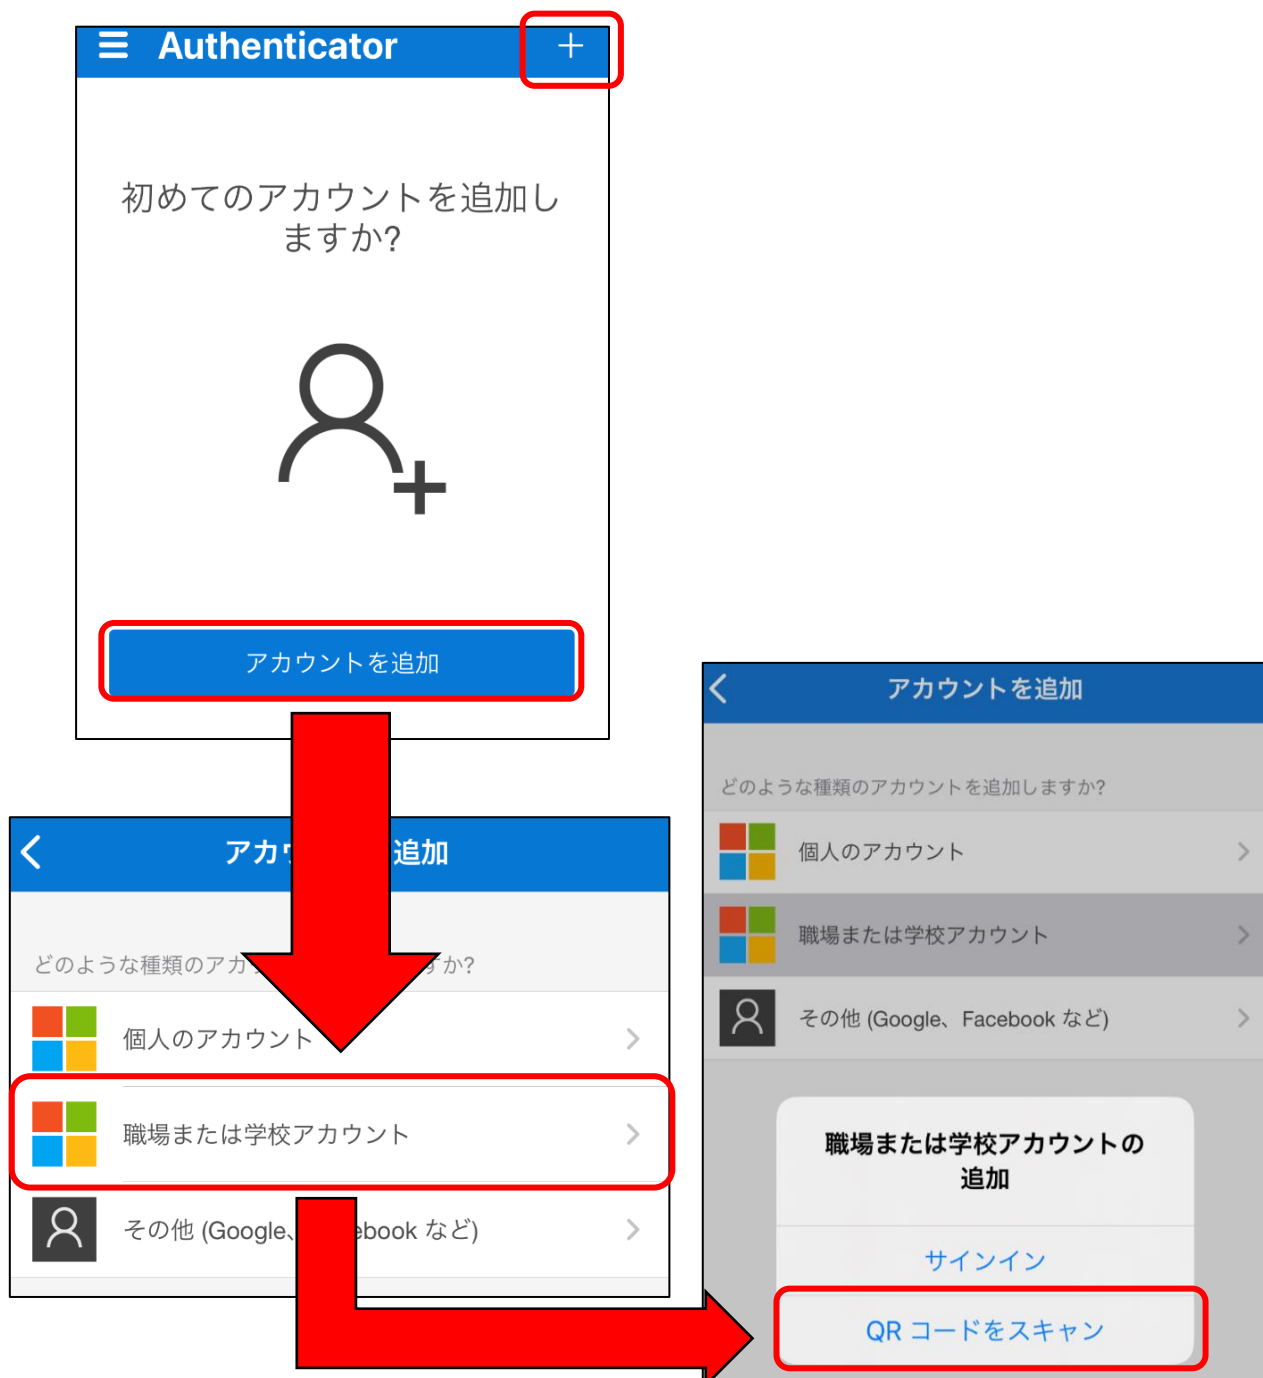 Authenticator
初めてのアカウントを追加し
ますか?
アカウントを追加
アカ 追加
どのような種類のアカ すか?
個人のアカウント
職場または学校アカウント
その他 (Google、 ebook など)
アカウントを追加
どのような種類のアカウントを追加しますか?
個人のアカウント
職場または学校アカウント
その他 (Google、Facebook など)
職場または学校アカウントの
追加
サインイン
QR コードをスキャン